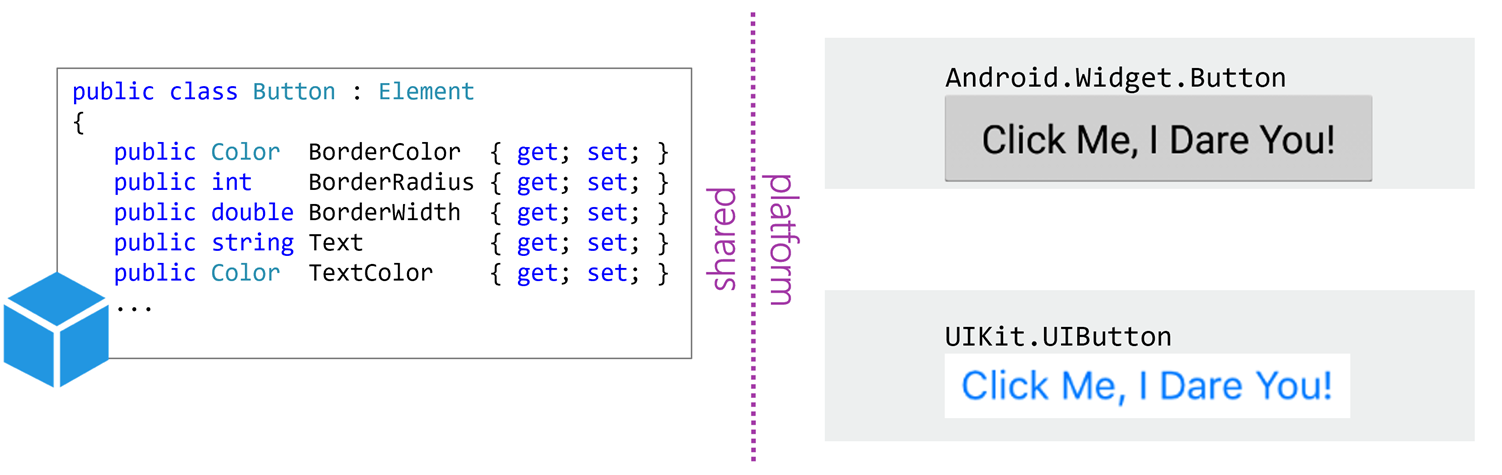 public class Button : Element
{
public Color BorderColor { get; set; }
public int BorderRadius { get; set; }
public double BorderWidth { get; set; }
public string Text { get; set; }
public Color TextColor { get; set; }
...
shared
platform
Android.Widget.Button
Click Me, I Dare You!
UIKit.UIButton
Click Me, I Dare You!